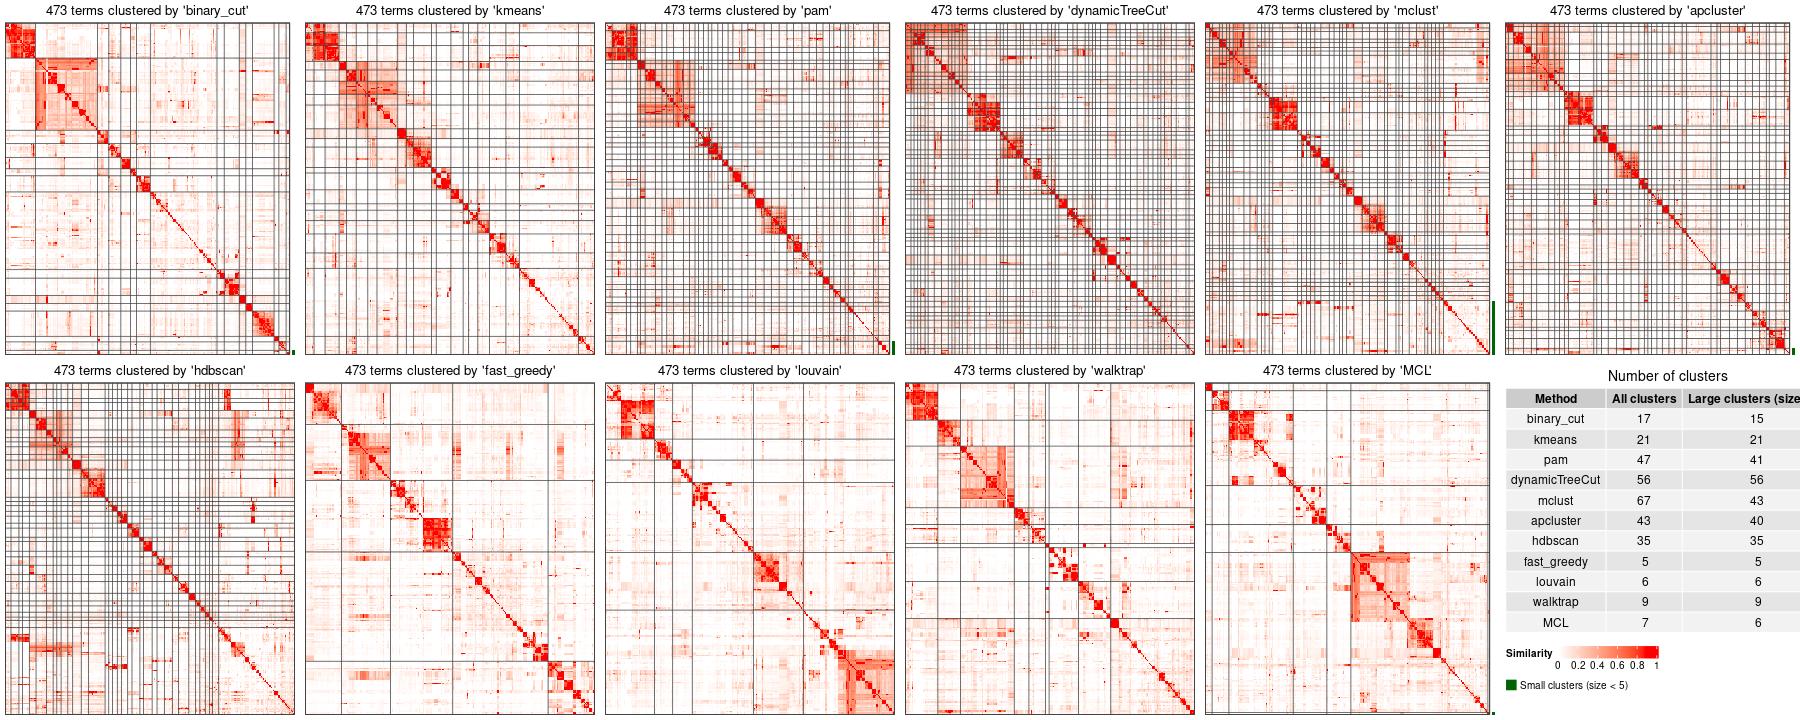 473 terms clustered by 'binary_cut'
473 terms clustered by 'kmeans'
473 terms clustered by 'pam'
473 terms clustered by 'dynamicTreeCut'
473 terms clustered by 'mclust'
473 terms clustered by 'apcluster'
473 terms clustered by 'hdbscan'
473 terms clustered by 'fast_greedy'
473 terms clustered by 'louvain'
473 terms clustered by 'walktrap'
473 terms clustered by 'MCL'
Number of clusters
Method All clusters Large clusters (size
binary_cut 17 15
kmeans 21 21
pam 47 41
dynamicTreeCut 56 56
mclust 67 43
apcluster 43 40
hdbscan 35 35
fast_greedy 5 5
louvain 6 6
walktrap 9 9
MCL 7 6
Similarity
0 0.2 0.4 0.6 0.8 1
Small clusters (size < 5)